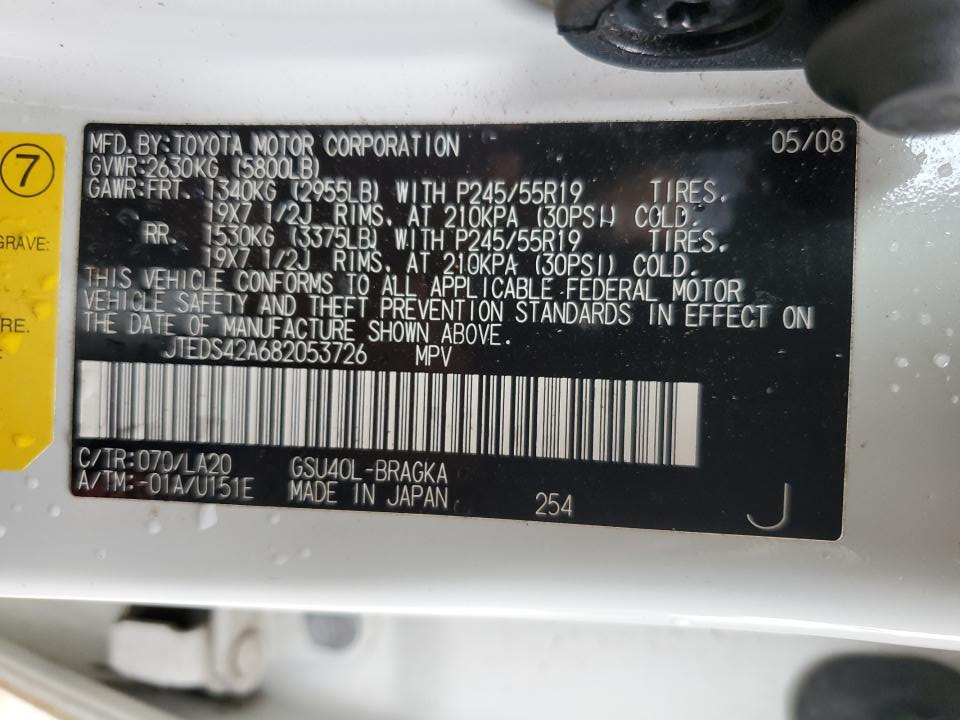 MFD. BY: TOYOTA MOTOR CORPORATION 05/08
GVWR: 2630KG (5800LB)
GAWR: FRT. 1340KG (2955LB) WITH P245/55R19 TIRES.
19X7 1/2J RIMS. AT 210KPA (30PSI) COLD.
RR. 1530KG (3375LB) WITH P245/55R19 TIRES.
19X7 1/2J RIMS. AT 210KPA (30PSI) COLD.
THIS VEHICLE CONFORMS TO ALL APPLICABLE FEDERAL MOTOR
VEHICLE SAFETY AND THEFT PREVENTION STANDARDS IN EFFECT ON
THE DATE OF MANUFACTURE SHOWN ABOVE.
JTEDS42A682053726 MPV
C/TR: 070/LA20 GSU40L-BRAGKA
A/TM: -01A/U151E MADE IN JAPAN 254 J
7
GRAVE:
RE.